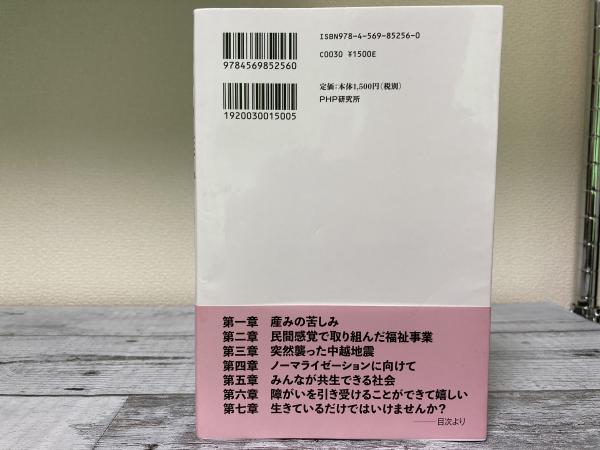 ISBN978-4-569-85256-0
C0030 ¥1500E
9784569852560
定価:本体1,500円(税別)
PHP研究所
1920030015005
第一章 産みの苦しみ
第二章 民間感覚で取り組んだ福祉事業
第三章 突然襲った中越地震
第四章 ノーマライゼーションに向けて
第五章 みんなが共生できる社会
第六章 障がいを引き受けることができて嬉しい
第七章 生きているだけではいけませんか?
――目次より